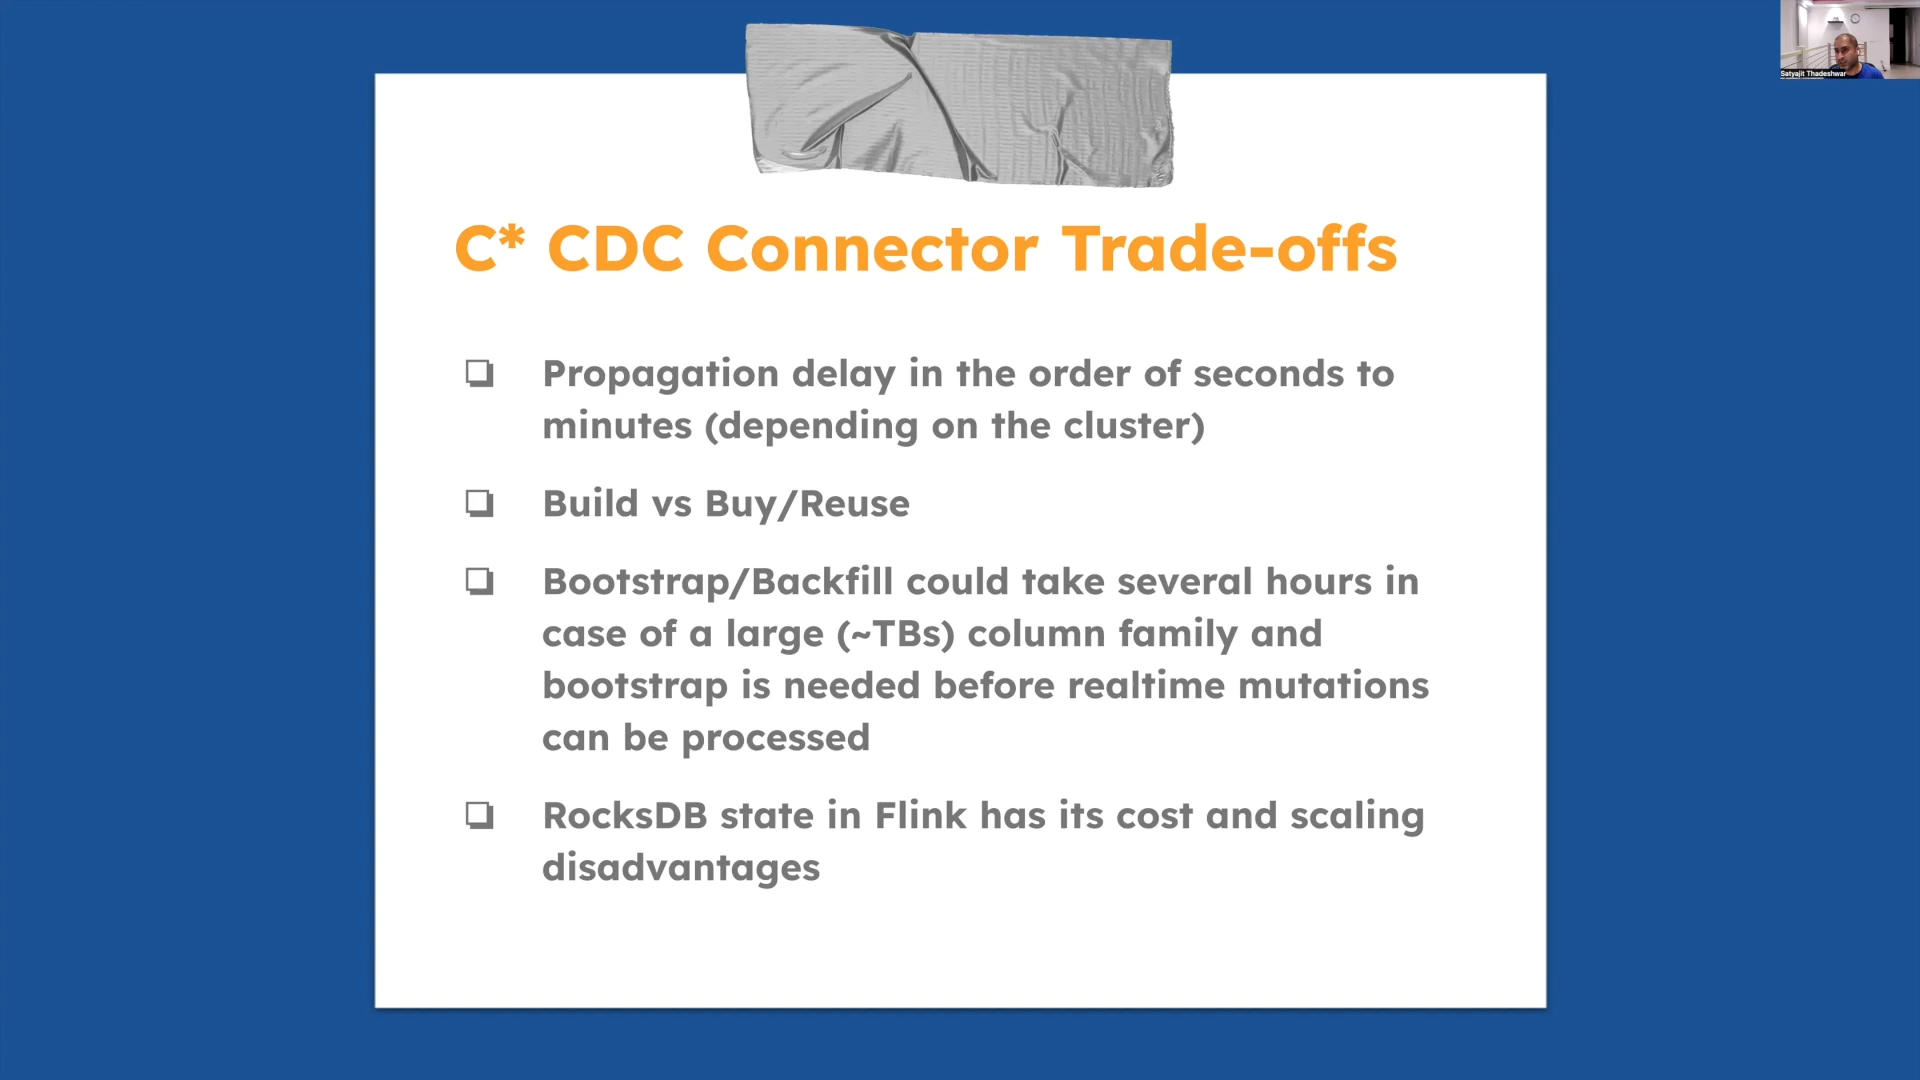 Satyajit Thadeshwar
C* CDC Connector Trade-offs
Propagation delay in the order of seconds to
minutes (depending on the cluster)
Build vs Buy/Reuse
Bootstrap/Backfill could take several hours in
case of a large (~TBs) column family and
bootstrap is needed before realtime mutations
can be processed
RocksDB state in Flink has its cost and scaling
disadvantages